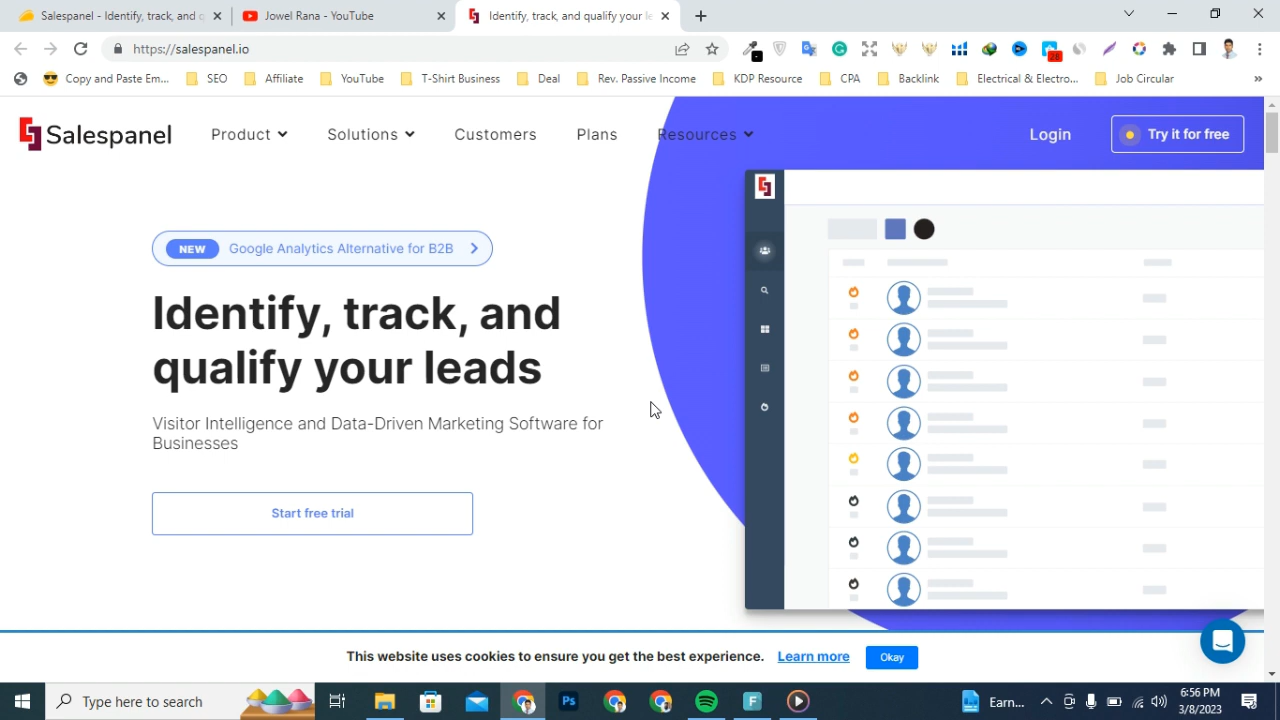 Salespanel - Identify, track, and q
Jowel Rana - YouTube
Identify, track, and qualify your le
https://salespanel.io
28
Copy and Paste Em...
SEO
Affiliate
YouTube
T-Shirt Business
Deal
Rev. Passive Income
KDP Resource
CPA
Backlink
Electrical & Electro...
Job Circular
»
Salespanel
Product
Solutions
Customers
Plans
Resources
Login
Try it for free
NEW
Google Analytics Alternative for B2B
Identify, track, and
qualify your leads
Visitor Intelligence and Data-Driven Marketing Software for
Businesses
Start free trial
This website uses cookies to ensure you get the best experience.
Learn more
Okay
Type here to search
Ps
F
Earn...
6:56 PM
3/8/2023